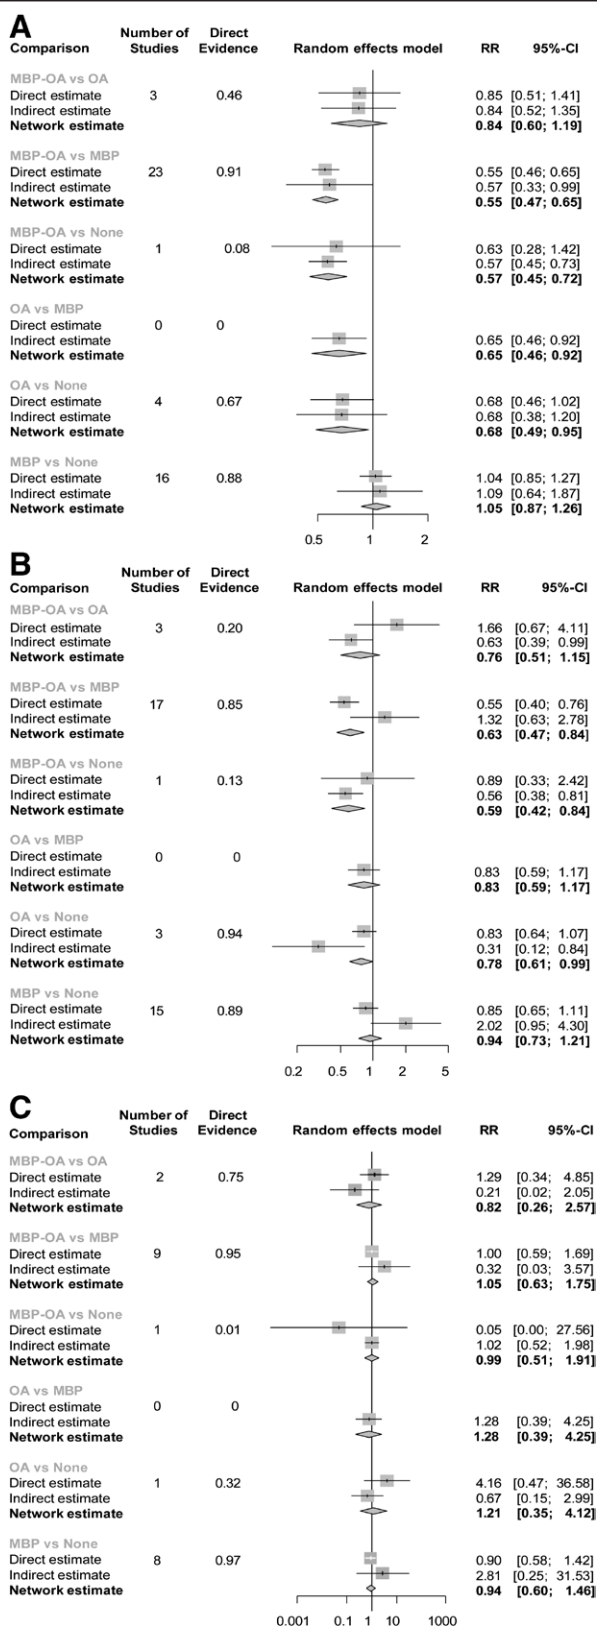 A
Comparison Number of Studies Direct Evidence Random effects model RR 95%-CI
MBP-OA vs OA
Direct estimate 3 0.46 0.85 [0.51; 1.41]
Indirect estimate 0.84 [0.52; 1.35]
Network estimate 0.84 [0.60; 1.19]
MBP-OA vs MBP
Direct estimate 23 0.91 0.55 [0.46; 0.65]
Indirect estimate 0.57 [0.33; 0.99]
Network estimate 0.55 [0.47; 0.65]
MBP-OA vs None
Direct estimate 1 0.08 0.63 [0.28; 1.42]
Indirect estimate 0.57 [0.45; 0.73]
Network estimate 0.57 [0.45; 0.72]
OA vs MBP
Direct estimate 0 0
Indirect estimate 0.65 [0.46; 0.92]
Network estimate 0.65 [0.46; 0.92]
OA vs None
Direct estimate 4 0.67 0.68 [0.46; 1.02]
Indirect estimate 0.68 [0.38; 1.20]
Network estimate 0.68 [0.49; 0.95]
MBP vs None
Direct estimate 16 0.88 1.04 [0.85; 1.27]
Indirect estimate 1.09 [0.64; 1.87]
Network estimate 1.05 [0.87; 1.26]
0.5 1 2
B
Comparison Number of Studies Direct Evidence Random effects model RR 95%-CI
MBP-OA vs OA
Direct estimate 3 0.20 1.66 [0.67; 4.11]
Indirect estimate 0.63 [0.39; 0.99]
Network estimate 0.76 [0.51; 1.15]
MBP-OA vs MBP
Direct estimate 17 0.85 0.55 [0.40; 0.76]
Indirect estimate 1.32 [0.63; 2.78]
Network estimate 0.63 [0.47; 0.84]
MBP-OA vs None
Direct estimate 1 0.13 0.89 [0.33; 2.42]
Indirect estimate 0.56 [0.38; 0.81]
Network estimate 0.59 [0.42; 0.84]
OA vs MBP
Direct estimate 0 0
Indirect estimate 0.83 [0.59; 1.17]
Network estimate 0.83 [0.59; 1.17]
OA vs None
Direct estimate 3 0.94 0.83 [0.64; 1.07]
Indirect estimate 0.31 [0.12; 0.84]
Network estimate 0.78 [0.61; 0.99]
MBP vs None
Direct estimate 15 0.89 0.85 [0.65; 1.11]
Indirect estimate 2.02 [0.95; 4.30]
Network estimate 0.94 [0.73; 1.21]
0.2 0.5 1 2 5
C
Comparison Number of Studies Direct Evidence Random effects model RR 95%-CI
MBP-OA vs OA
Direct estimate 2 0.75 1.29 [0.34; 4.85]
Indirect estimate 0.21 [0.02; 2.05]
Network estimate 0.82 [0.26; 2.57]
MBP-OA vs MBP
Direct estimate 9 0.95 1.00 [0.59; 1.69]
Indirect estimate 0.32 [0.03; 3.57]
Network estimate 1.05 [0.63; 1.75]
MBP-OA vs None
Direct estimate 1 0.01 0.05 [0.00; 27.56]
Indirect estimate 1.02 [0.52; 1.98]
Network estimate 0.99 [0.51; 1.91]
OA vs MBP
Direct estimate 0 0
Indirect estimate 1.28 [0.39; 4.25]
Network estimate 1.28 [0.39; 4.25]
OA vs None
Direct estimate 1 0.32 4.16 [0.47; 36.58]
Indirect estimate 0.67 [0.15; 2.99]
Network estimate 1.21 [0.35; 4.12]
MBP vs None
Direct estimate 8 0.97 0.90 [0.58; 1.42]
Indirect estimate 2.81 [0.25; 31.53]
Network estimate 0.94 [0.60; 1.46]
0.001 0.1 1 10 1000